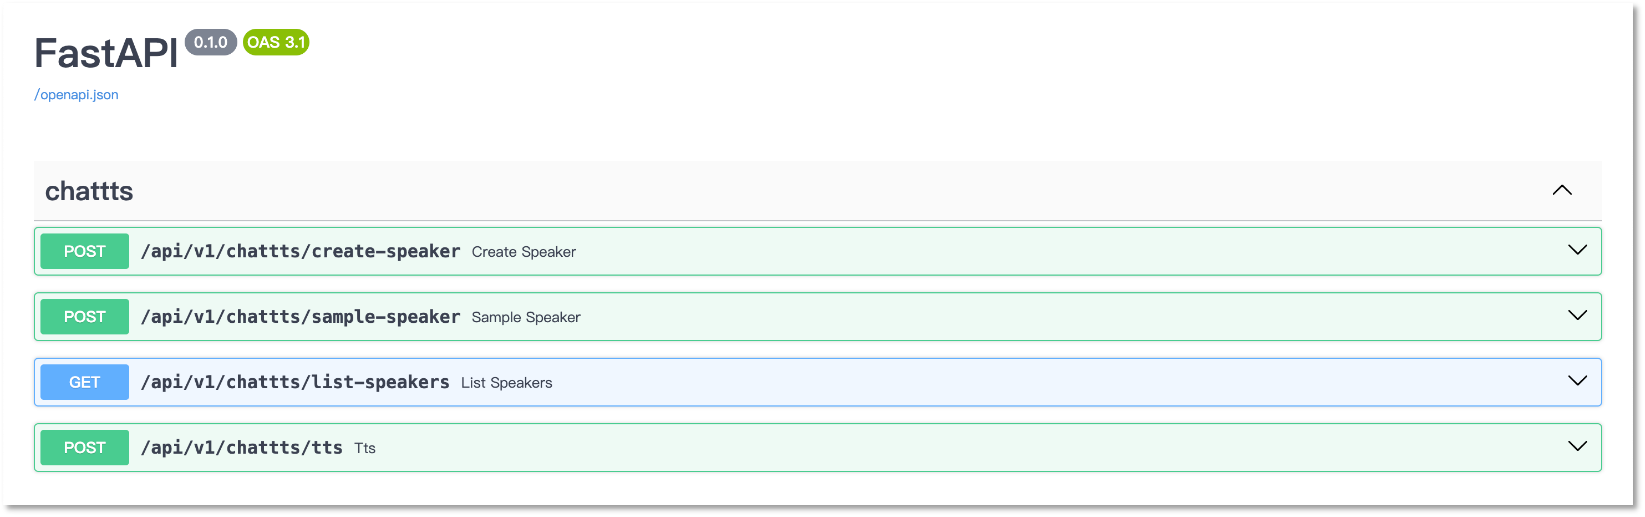 FastAPI 0.1.0 OAS 3.1
/openapi.json
chattts
POST /api/v1/chattts/create-speaker Create Speaker
POST /api/v1/chattts/sample-speaker Sample Speaker
GET /api/v1/chattts/list-speakers List Speakers
POST /api/v1/chattts/tts Tts